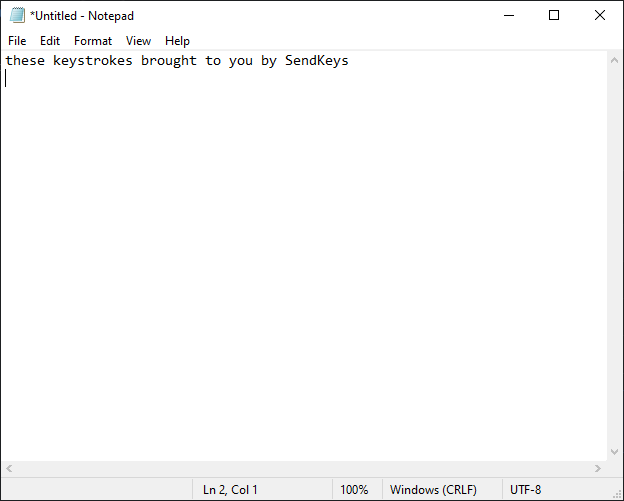 *Untitled - Notepad
File Edit Format View Help
these keystrokes brought to you by SendKeys
Ln 2, Col 1 100% Windows (CRLF) UTF-8